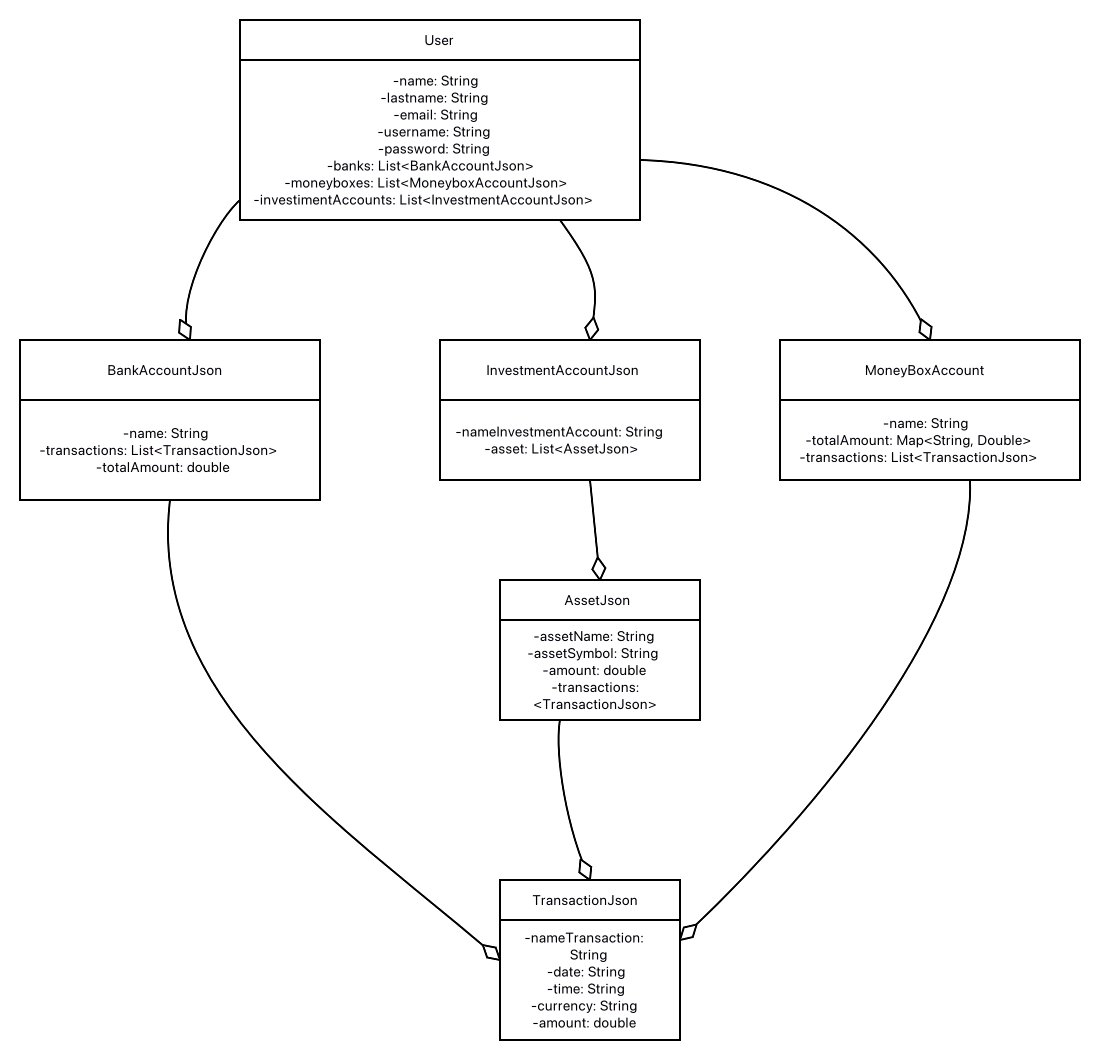 User
-name: String
-lastname: String
-email: String
-username: String
-password: String
-banks: List<BankAccountJson>
-moneyboxes: List<MoneyboxAccountJson>
-investimentAccounts: List<InvestmentAccountJson>
BankAccountJson
-name: String
-transactions: List<TransactionJson>
-totalAmount: double
InvestmentAccountJson
-nameInvestmentAccount: String
-asset: List<AssetJson>
MoneyBoxAccount
-name: String
-totalAmount: Map<String, Double>
-transactions: List<TransactionJson>
AssetJson
-assetName: String
-assetSymbol: String
-amount: double
-transactions:
<TransactionJson>
TransactionJson
-nameTransaction:
String
-date: String
-time: String
-currency: String
-amount: double